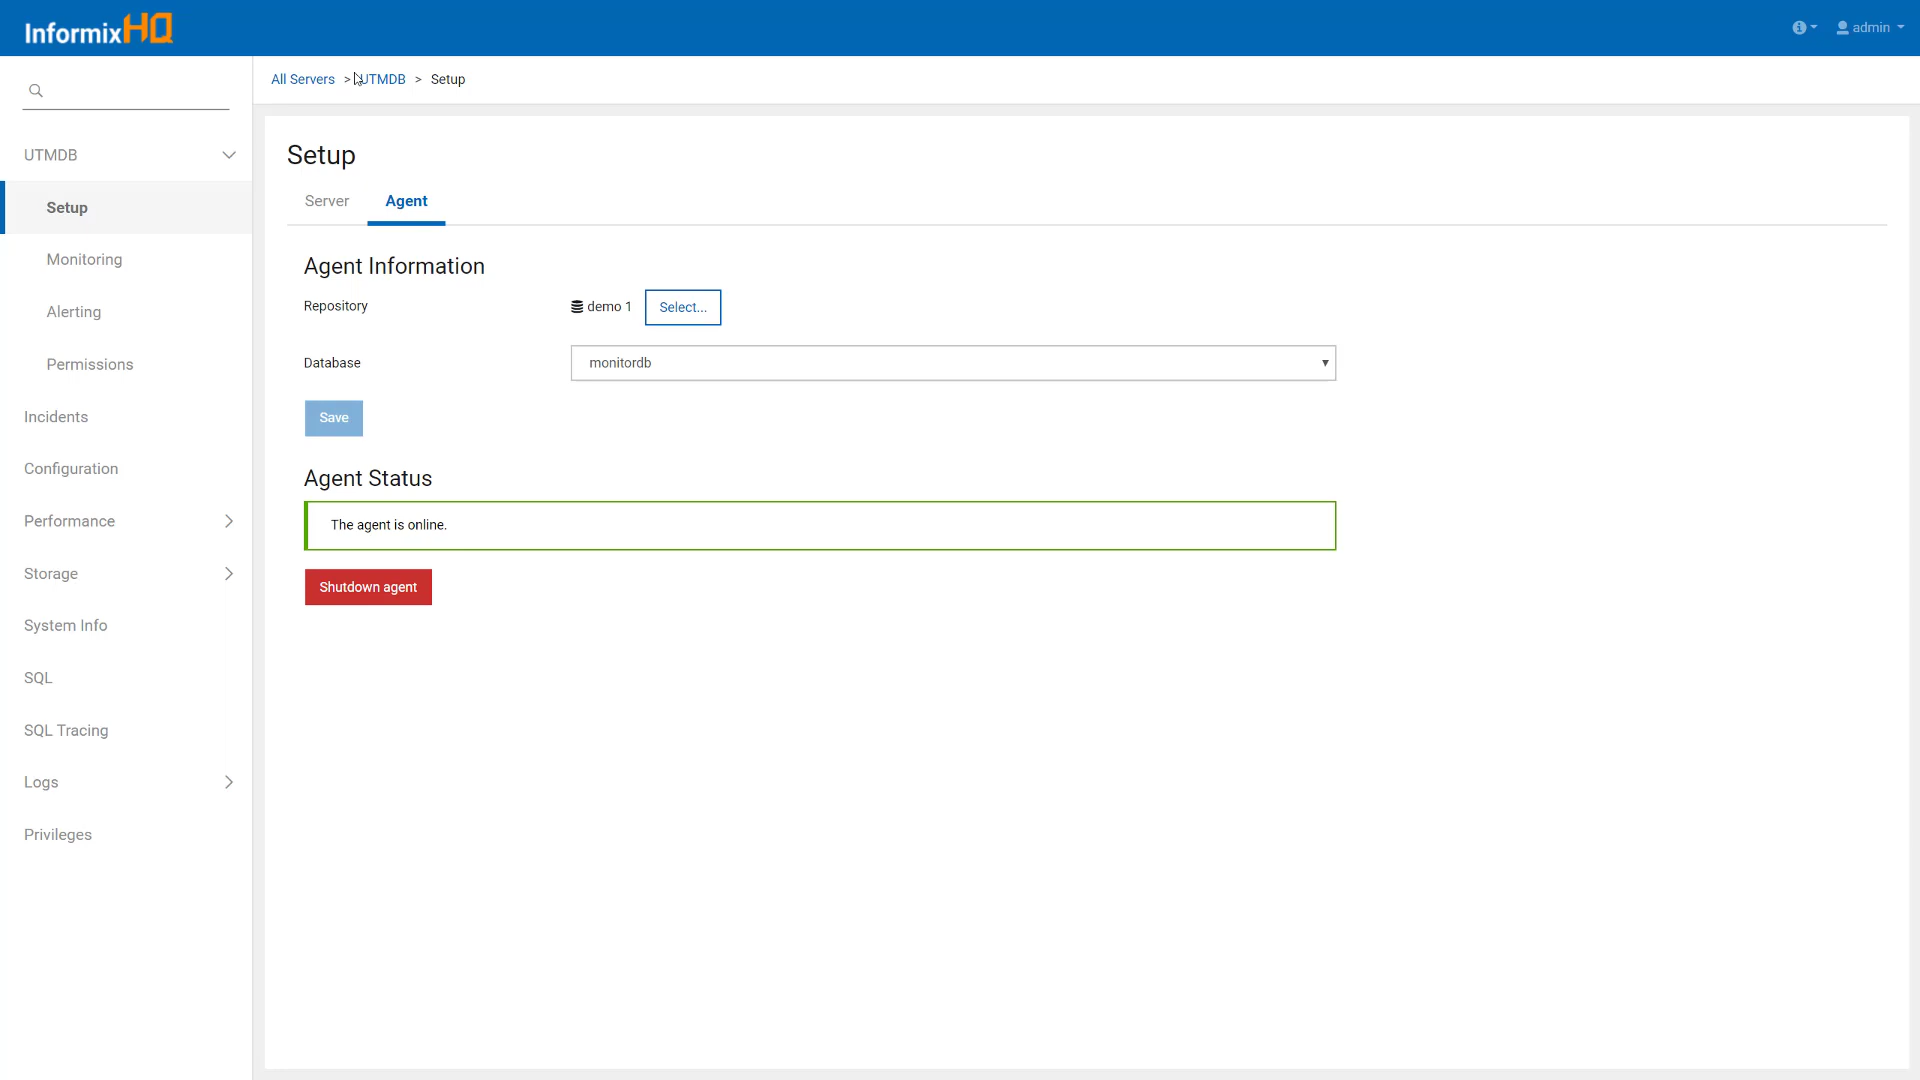 InformixHQ
admin
All Servers > UTMDB > Setup
UTMDB
Setup
Monitoring
Alerting
Permissions
Incidents
Configuration
Performance
Storage
System Info
SQL
SQL Tracing
Logs
Privileges
Setup
Server Agent
Agent Information
Repository demo 1 Select...
Database monitordb
Save
Agent Status
The agent is online.
Shutdown agent